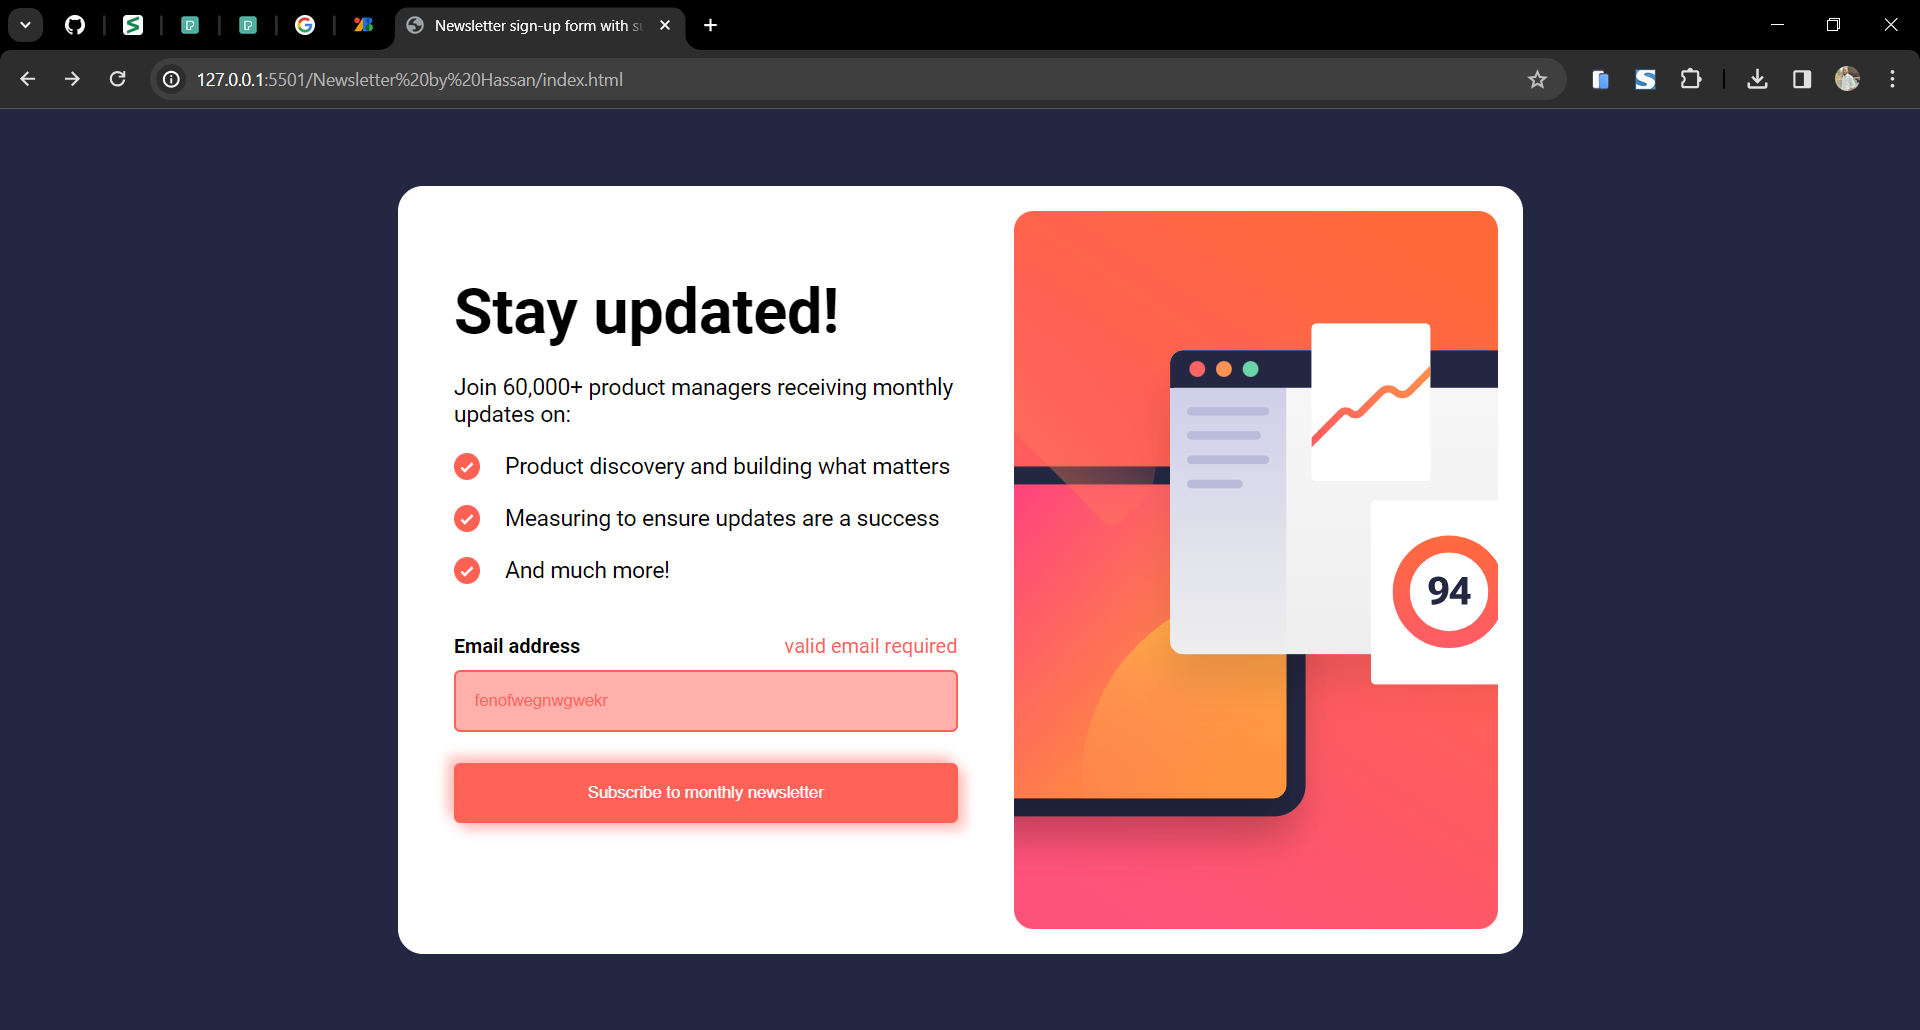 Newsletter sign-up form with su
127.0.0.1:5501/Newsletter%20by%20Hassan/index.html
Stay updated!
Join 60,000+ product managers receiving monthly
updates on:
Product discovery and building what matters
Measuring to ensure updates are a success
And much more!
Email address
valid email required
fenofwegnwgwekr
Subscribe to monthly newsletter
94